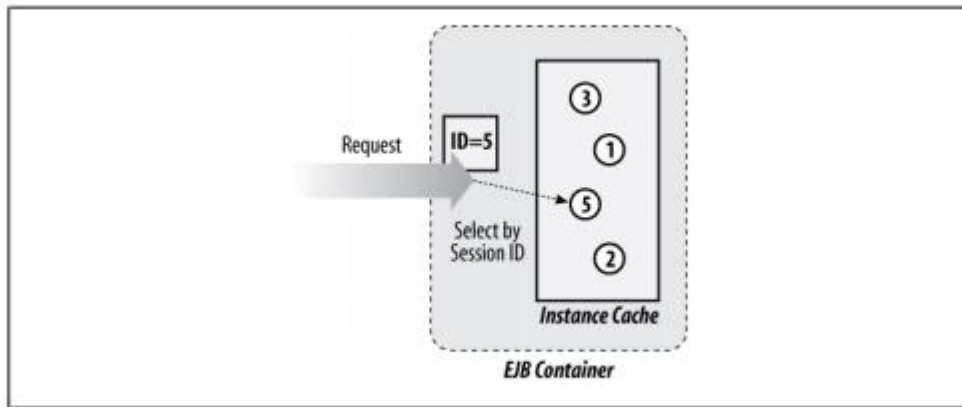 Request
ID=5
Select by
Session ID
3
1
5
2
Instance Cache
EJB Container